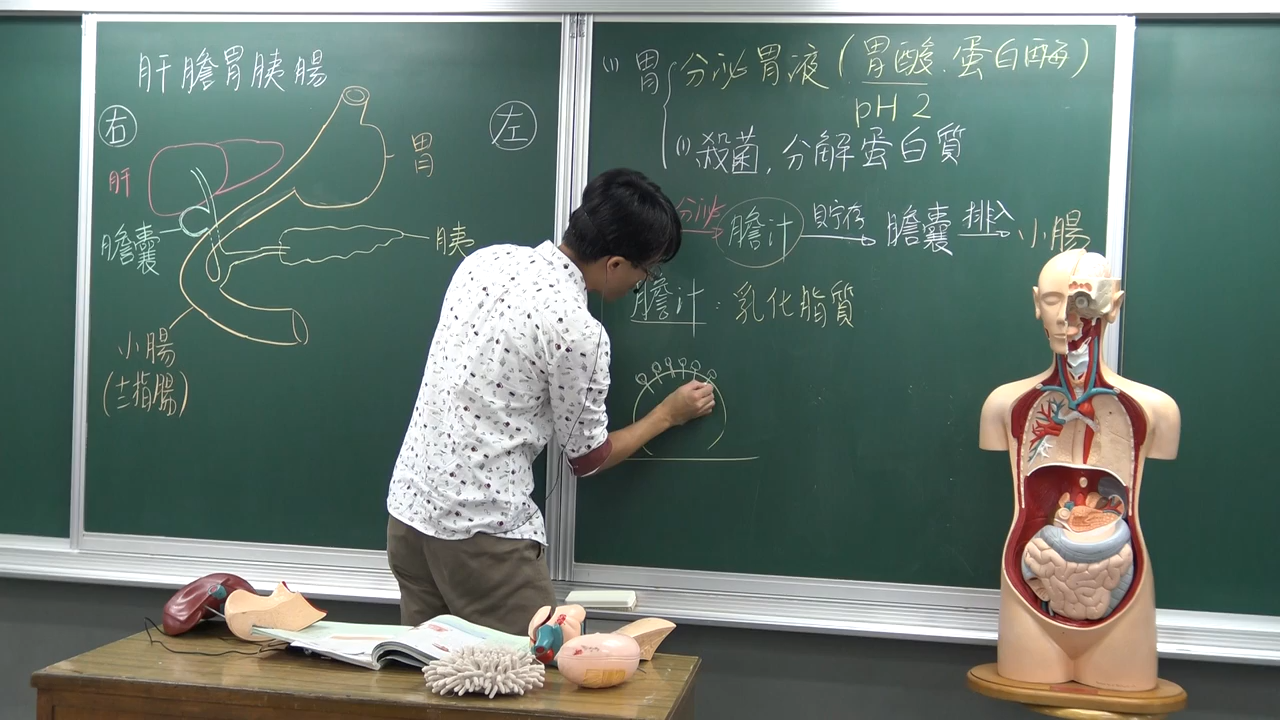 肝膽胃胰腸
右
左
肝
胃
膽囊
胰
小腸
(十二指腸)
(1) 胃 分泌胃液(胃酸、蛋白酶)
pH 2
(1) 殺菌，分解蛋白質
分泌 膽汁 貯存 膽囊 排入 小腸
膽汁：乳化脂質